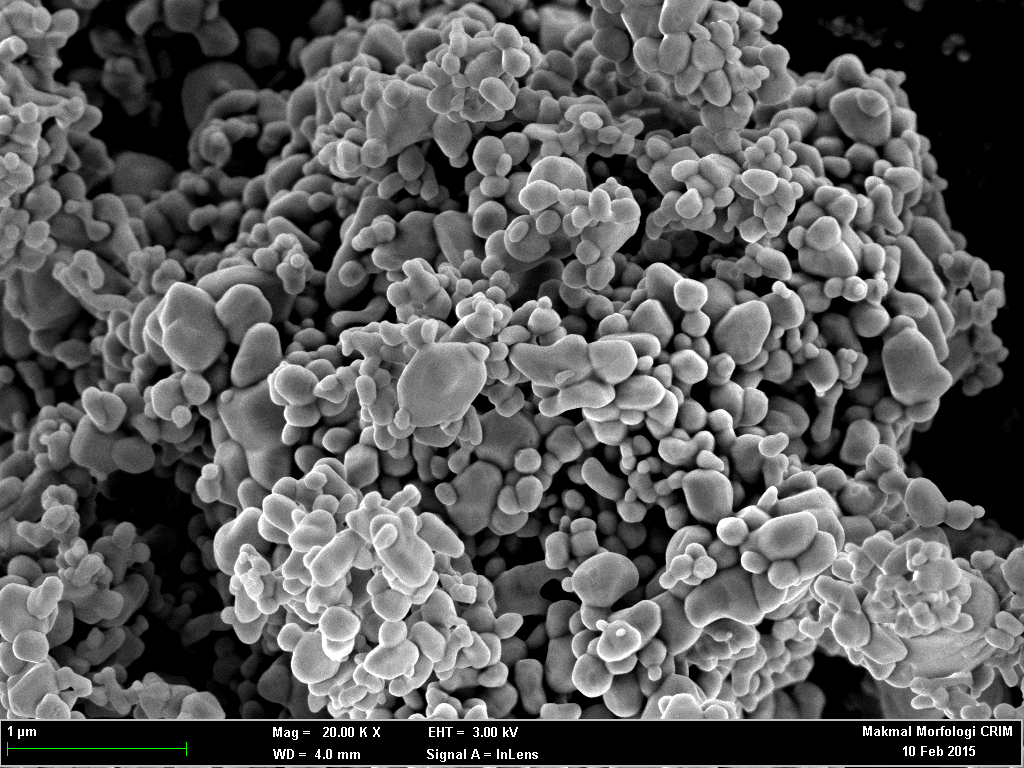 1 µm
Mag = 20.00 K X
EHT = 3.00 kV
Makmal Morfologi CRIM
WD = 4.0 mm
Signal A = InLens
10 Feb 2015